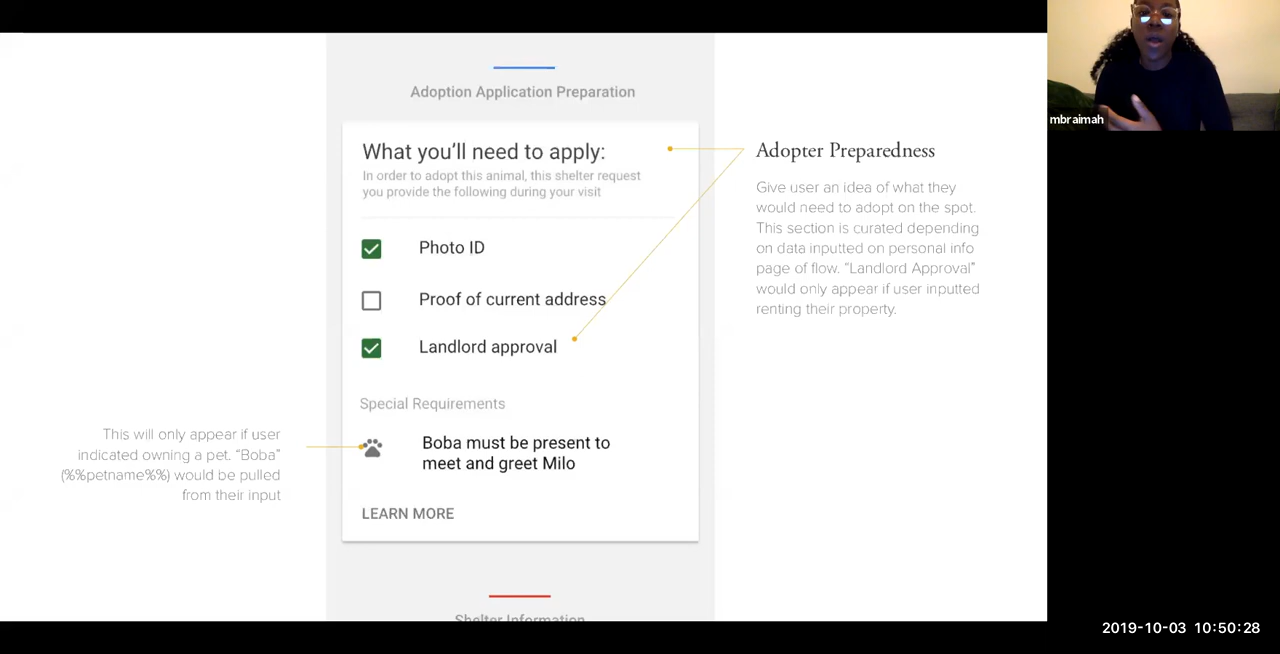 Adoption Application Preparation
What you'll need to apply:
In order to adopt this animal, this shelter request
you provide the following during your visit
Photo ID
Proof of current address
Landlord approval
Special Requirements
Boba must be present to
meet and greet Milo
LEARN MORE
Shelter Information
Adopter Preparedness
Give user an idea of what they
would need to adopt on the spot.
This section is curated depending
on data inputted on personal info
page of flow. “Landlord Approval”
would only appear if user inputted
renting their property.
This will only appear if user
indicated owning a pet. “Boba”
(%%petname%%) would be pulled
from their input
mbraimah
2019-10-03 10:50:28